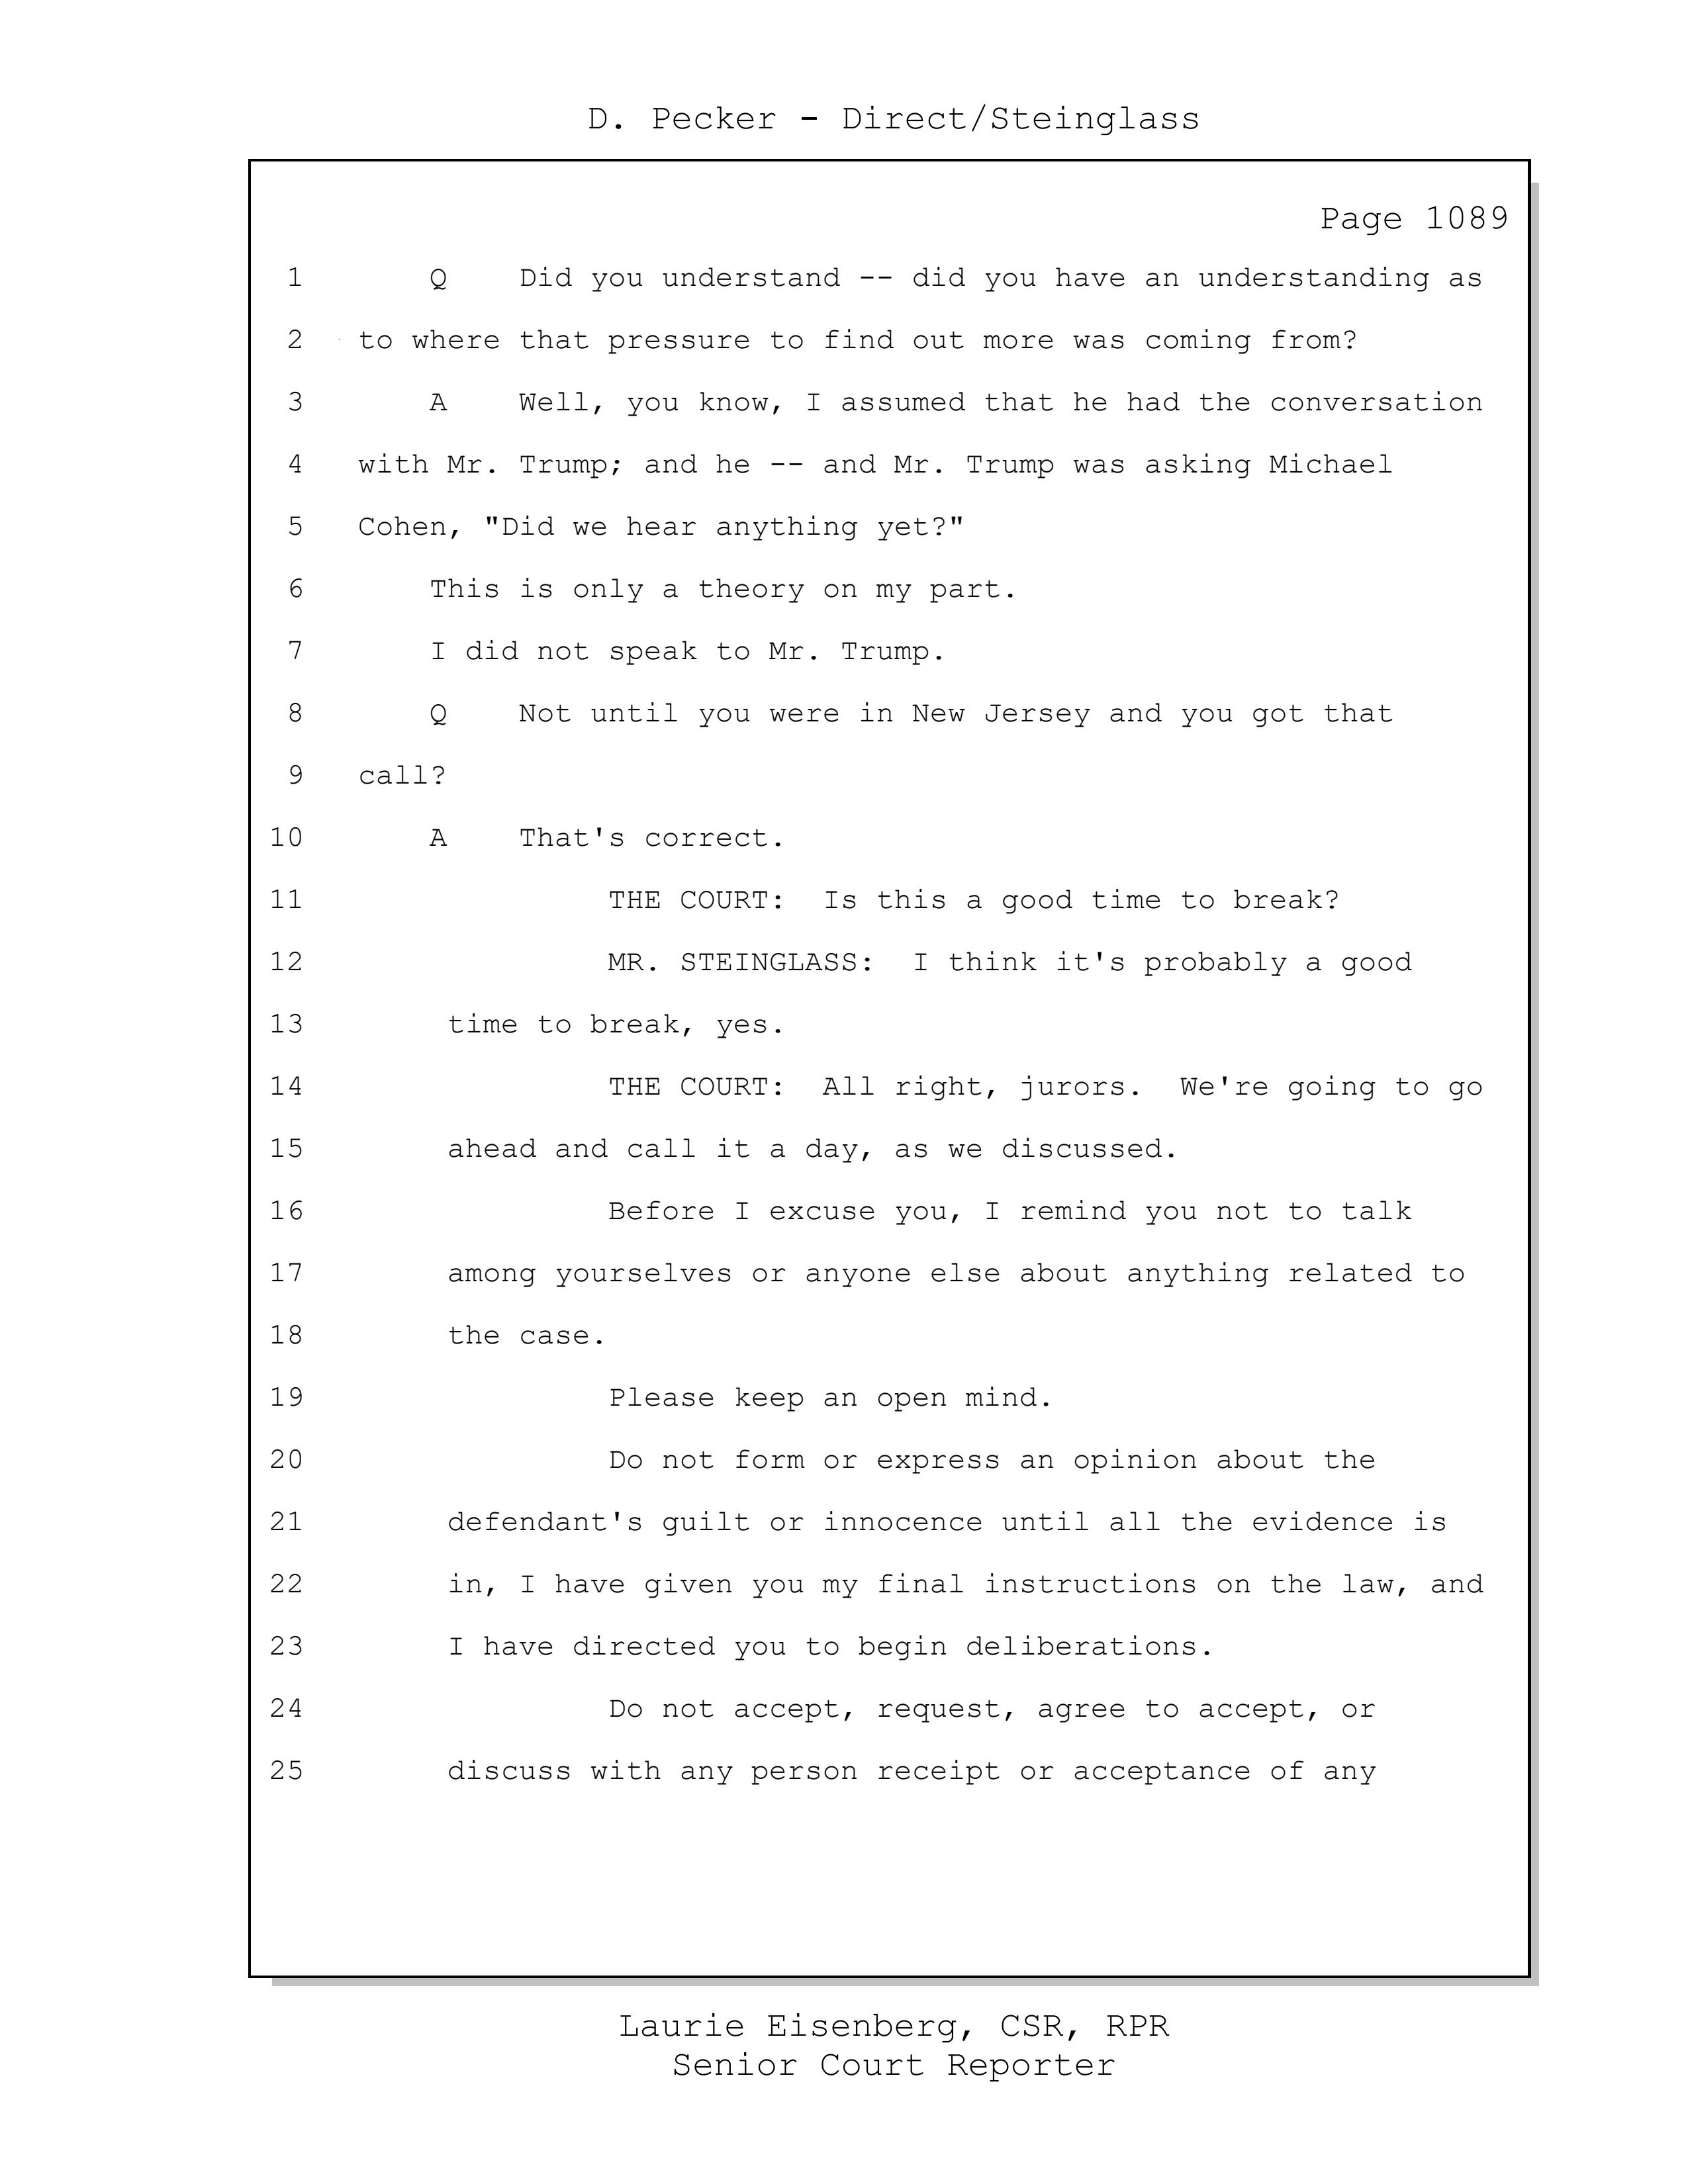 D. Pecker - Direct/Steinglass
Page 1089
1 Q Did you understand -- did you have an understanding as
2 to where that pressure to find out more was coming from?
3 A Well, you know, I assumed that he had the conversation
4 with Mr. Trump; and he -- and Mr. Trump was asking Michael
5 Cohen, "Did we hear anything yet?"
6 This is only a theory on my part.
7 I did not speak to Mr. Trump.
8 Q Not until you were in New Jersey and you got that
9 call?
10 A That's correct.
11 THE COURT: Is this a good time to break?
12 MR. STEINGLASS: I think it's probably a good
13 time to break, yes.
14 THE COURT: All right, jurors. We're going to go
15 ahead and call it a day, as we discussed.
16 Before I excuse you, I remind you not to talk
17 among yourselves or anyone else about anything related to
18 the case.
19 Please keep an open mind.
20 Do not form or express an opinion about the
21 defendant's guilt or innocence until all the evidence is
22 in, I have given you my final instructions on the law, and
23 I have directed you to begin deliberations.
24 Do not accept, request, agree to accept, or
25 discuss with any person receipt or acceptance of any
Laurie Eisenberg, CSR, RPR
Senior Court Reporter